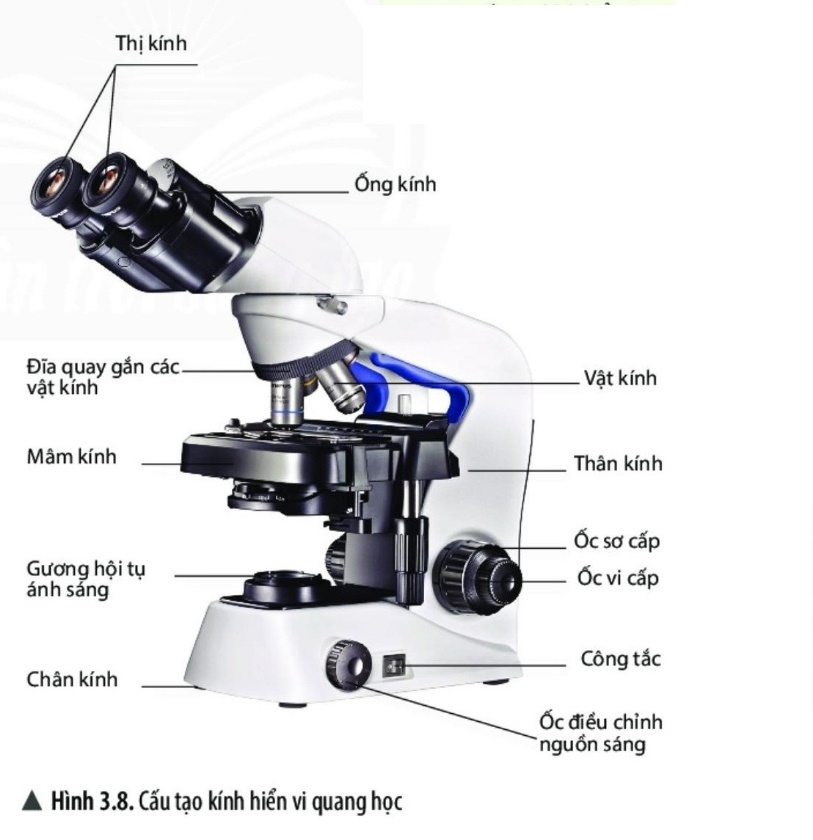 Thị kính
Ống kính
Đĩa quay gắn các
vật kính
Vật kính
Mâm kính
Thân kính
Ốc sơ cấp
Gương hội tụ
ánh sáng
Ốc vi cấp
Công tắc
Chân kính
Ốc điều chỉnh
nguồn sáng
▲ Hình 3.8. Cấu tạo kính hiển vi quang học